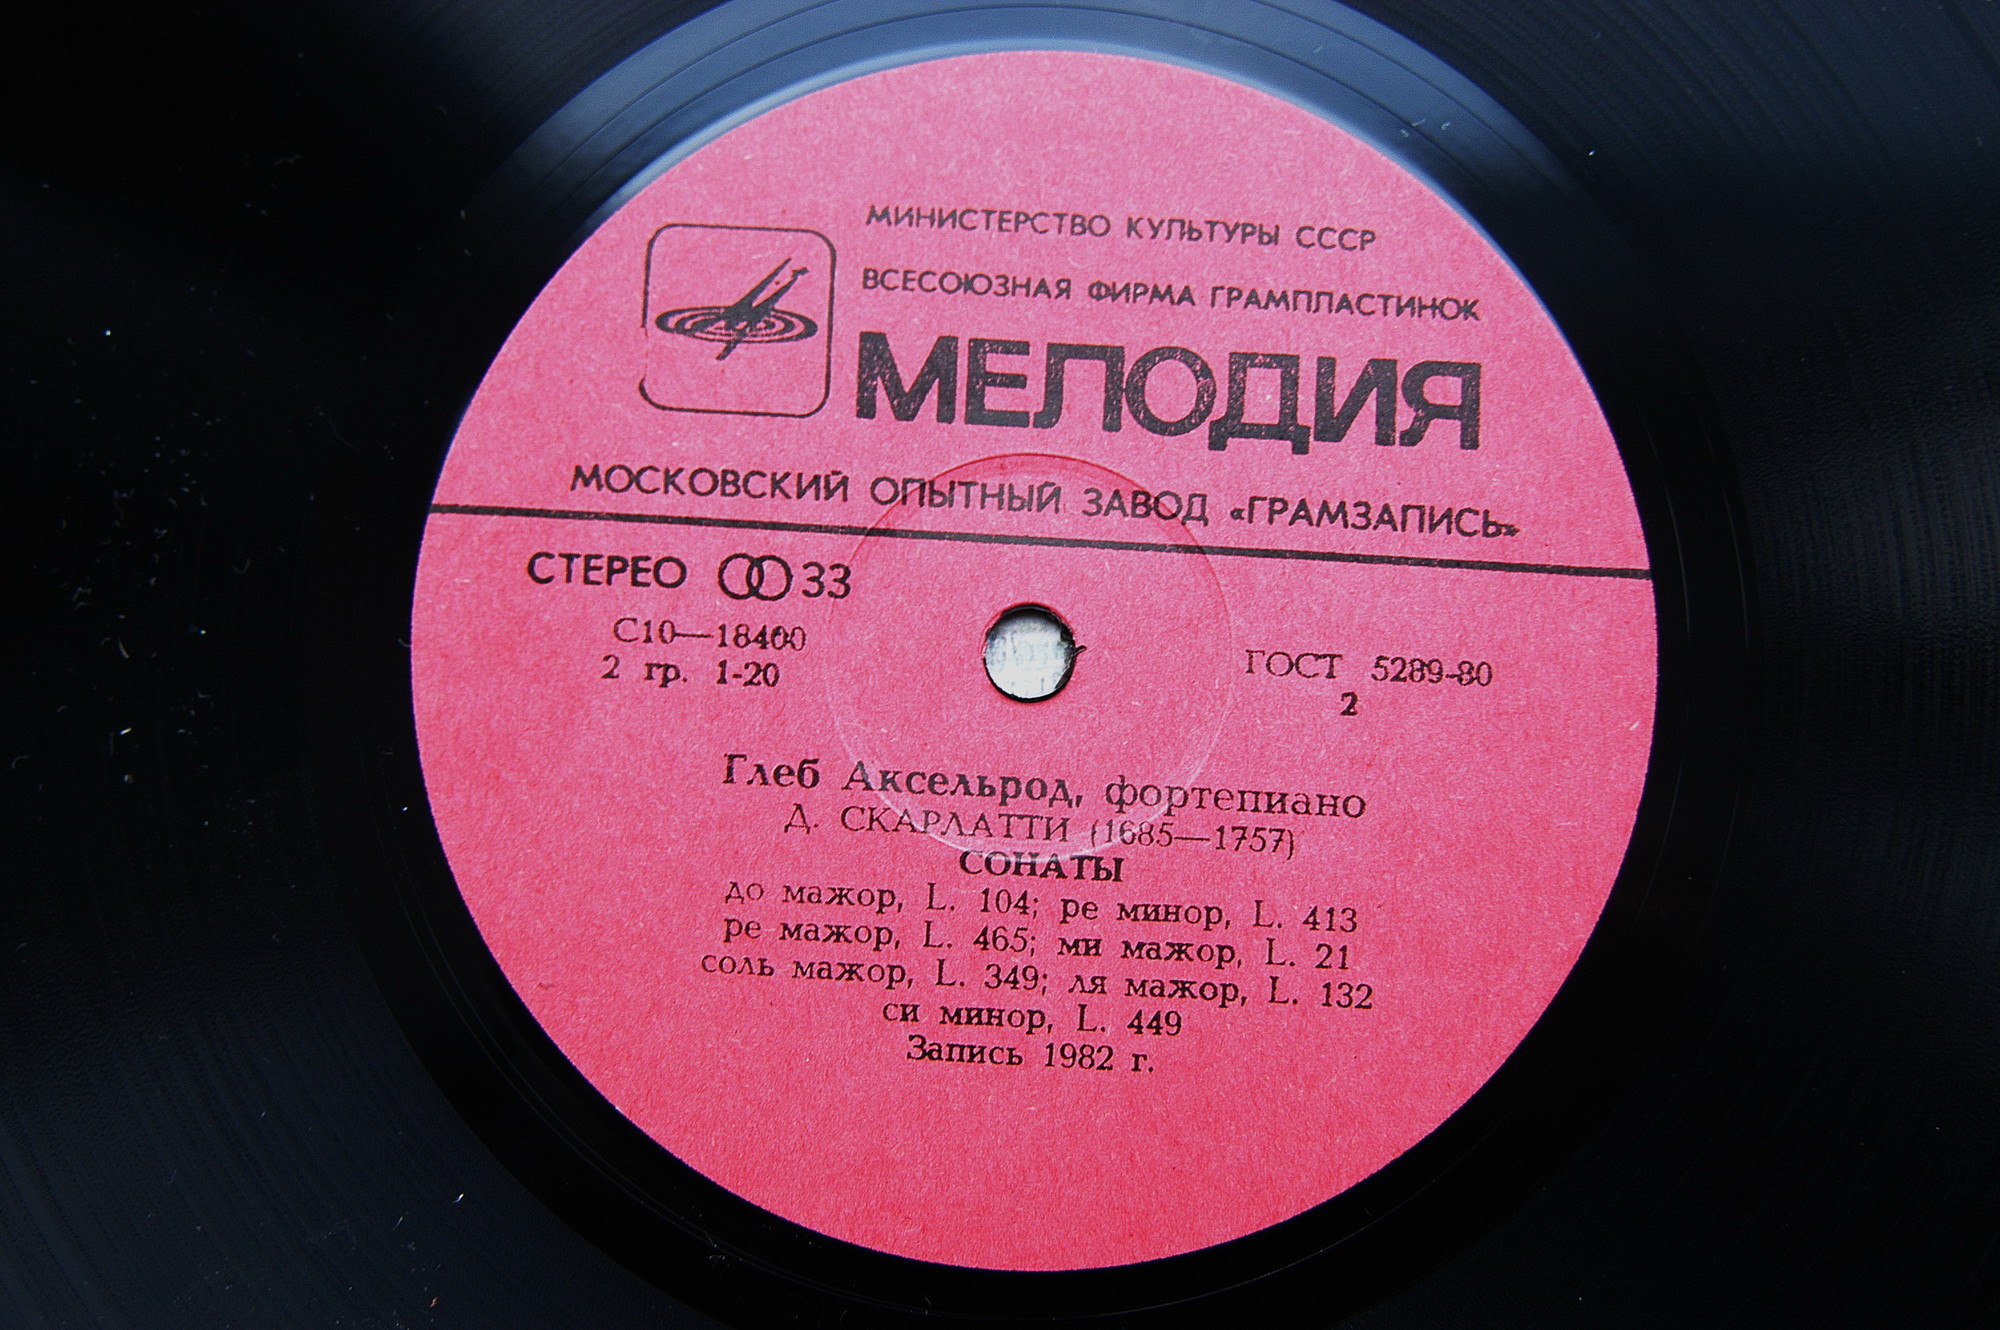 МИНИСТЕРСТВО КУЛЬТУРЫ СССР
ВСЕСОЮЗНАЯ ФИРМА ГРАМПЛАСТИНОК
МЕЛОДИЯ
МОСКОВСКИЙ ОПЫТНЫЙ ЗАВОД «ГРАМЗАПИСЬ»
СТЕРЕО 33
С10—18400
2 гр. 1-20
ГОСТ 5289-80
2
Глеб Аксельрод, фортепиано
Д. СКАРЛАТТИ (1685—1757)
СОНАТЫ
до мажор, L. 104; ре минор, L. 413
ре мажор, L. 465; ми мажор, L. 21
соль мажор, L. 349; ля мажор, L. 132
си минор, L. 449
Запись 1982 г.